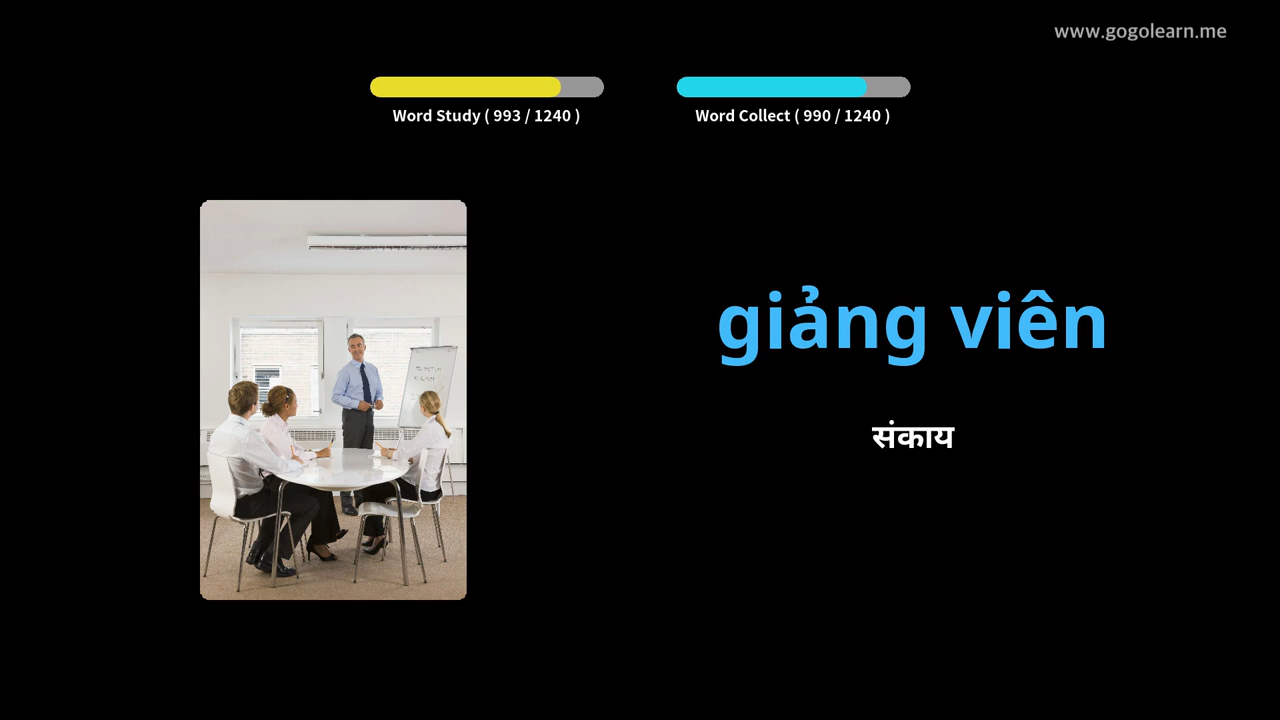 www.gogolearn.me
Word Study ( 993 / 1240 )
Word Collect ( 990 / 1240 )
giảng viên
संकाय